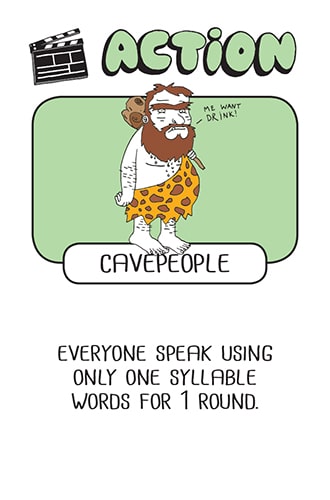 ACTiON
ME WANT
DRINK!
CAVEPEOPLE
EVERYONE SPEAK USING
ONLY ONE SYLLABLE
WORDS FOR 1 ROUND.